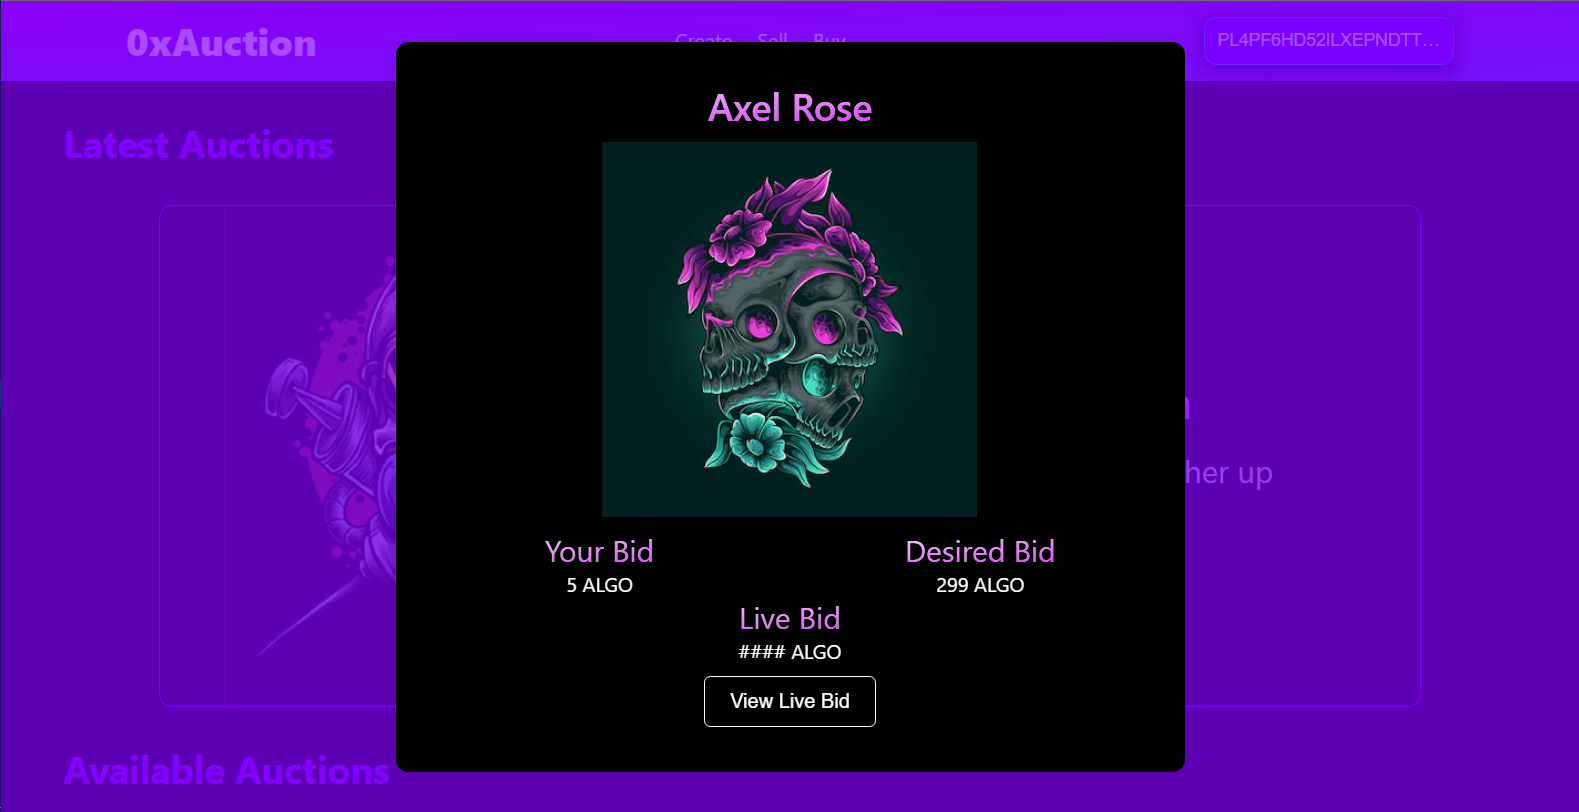 0xAuction
Create Sell Buy
PL4PF6HD52ILXEPNDTT...
Latest Auctions
Axel Rose
her up
Your Bid
5 ALGO
Desired Bid
299 ALGO
Live Bid
#### ALGO
View Live Bid
Available Auctions